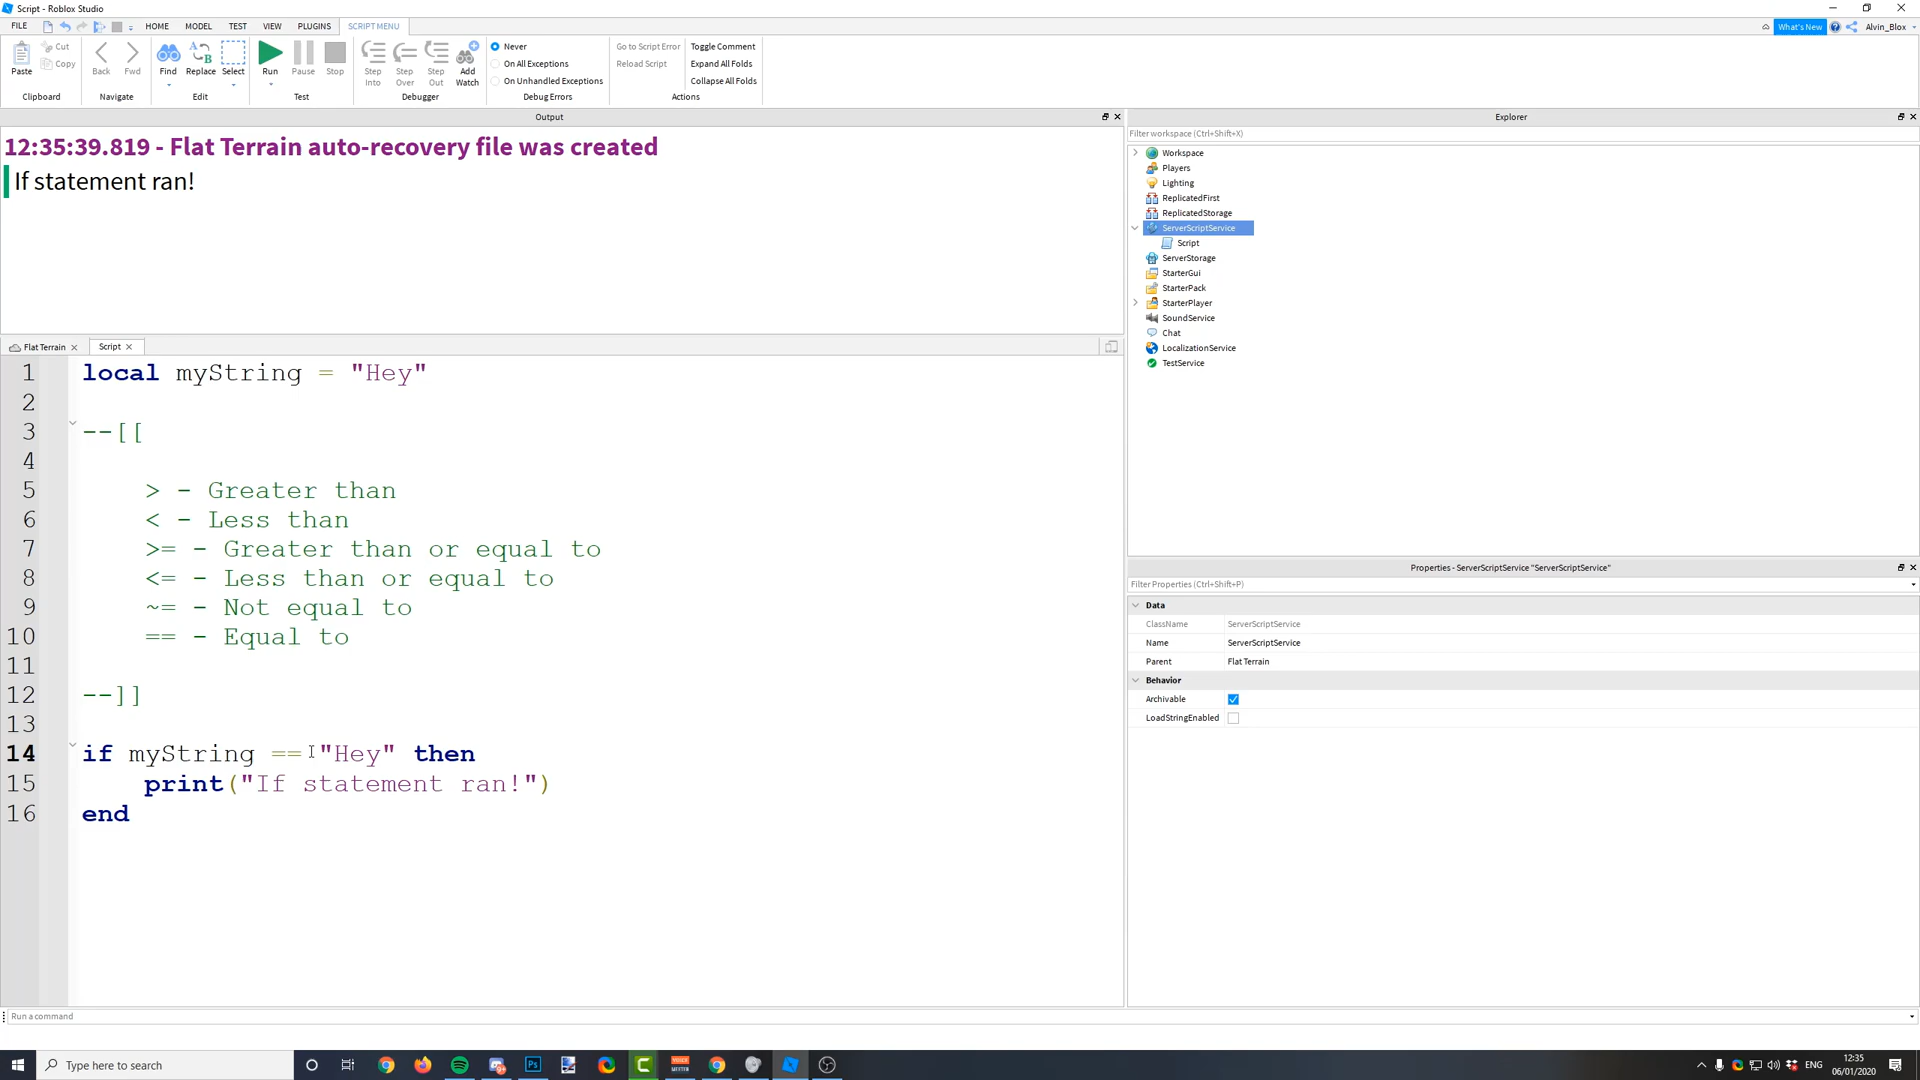 Script - Roblox Studio
FILE HOME MODEL TEST VIEW PLUGINS SCRIPT MENU What's New Alvin_Blox
Paste Cut Copy Back Fwd Find Replace Select Run Pause Stop Step Into Step Over Step Out Add Watch
Never
On All Exceptions
On Unhandled Exceptions
Go to Script Error
Reload Script
Toggle Comment
Expand All Folds
Collapse All Folds
Clipboard Navigate Edit Test Debugger Debug Errors Actions
Output
12:35:39.819 - Flat Terrain auto-recovery file was created
If statement ran!
Flat Terrain Script
1 local myString = "Hey"
2
3 --[[
4
5 > - Greater than
6 < - Less than
7 >= - Greater than or equal to
8 <= - Less than or equal to
9 ~= - Not equal to
10 == - Equal to
11
12 --]]
13
14 if myString == "Hey" then
15 print("If statement ran!")
16 end
Run a command
Explorer
Filter workspace (Ctrl+Shift+X)
Workspace
Players
Lighting
ReplicatedFirst
ReplicatedStorage
ServerScriptService
Script
ServerStorage
StarterGui
StarterPack
StarterPlayer
SoundService
Chat
LocalizationService
TestService
Properties - ServerScriptService "ServerScriptService"
Filter Properties (Ctrl+Shift+P)
Data
ClassName ServerScriptService
Name ServerScriptService
Parent Flat Terrain
Behavior
Archivable
LoadStringEnabled
Type here to search
ENG
12:35
06/01/2020